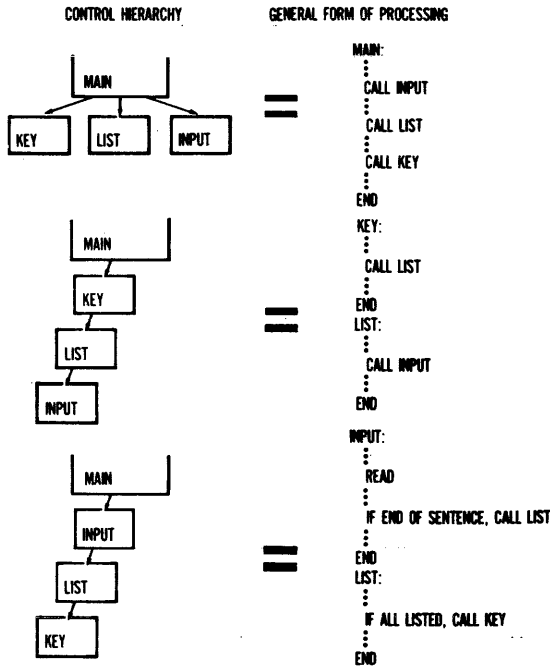 CONTROL HIERARCHY
GENERAL FORM OF PROCESSING
MAIN
KEY
LIST
INPUT
MAIN:
CALL INPUT
CALL LIST
CALL KEY
END
MAIN
KEY
LIST
INPUT
KEY:
CALL LIST
END
LIST:
CALL INPUT
END
MAIN
INPUT
LIST
KEY
INPUT:
READ
IF END OF SENTENCE, CALL LIST
END
LIST:
IF ALL LISTED, CALL KEY
END